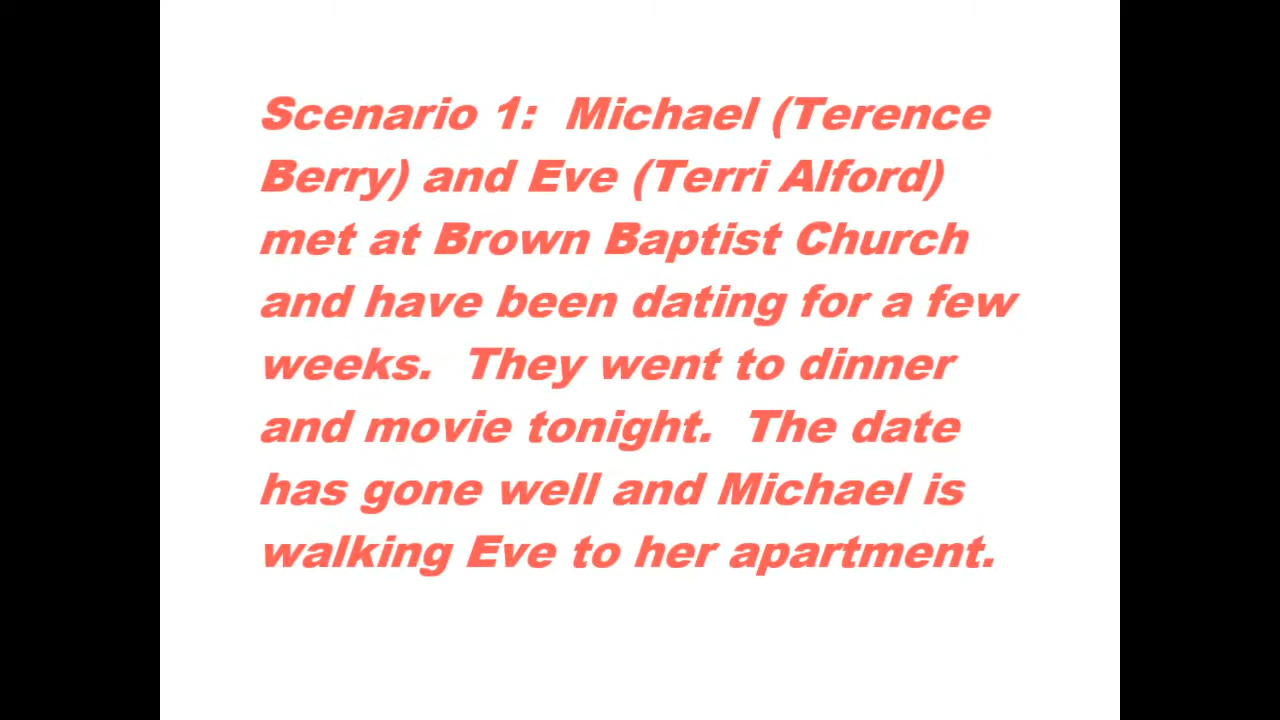 Scenario 1:  Michael (Terence
Berry) and Eve (Terri Alford)
met at Brown Baptist Church
and have been dating for a few
weeks.  They went to dinner
and movie tonight.  The date
has gone well and Michael is
walking Eve to her apartment.